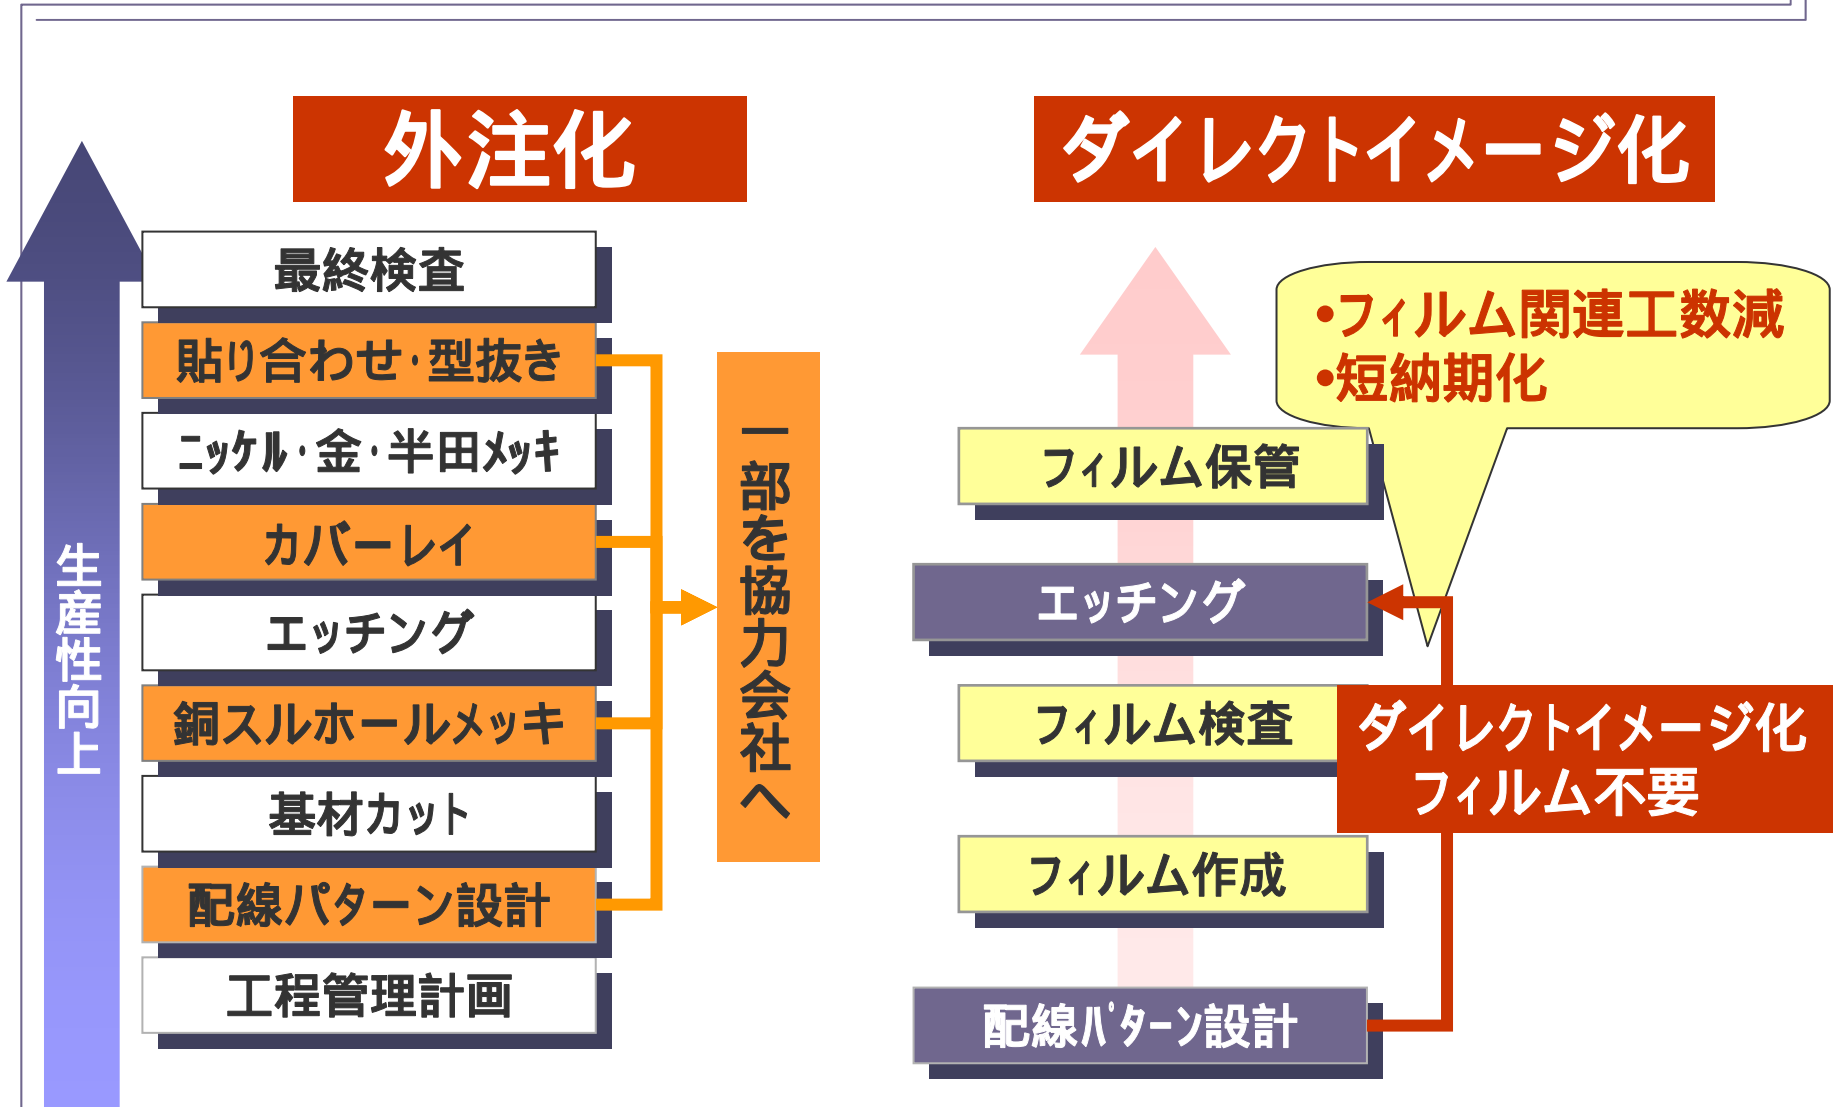 外注化
生産性向上
最終検査
貼り合わせ・型抜き
ﾆｯｹﾙ・金・半田ﾒｯｷ
カバーレイ
エッチング
銅スルホールメッキ
基材カット
配線パターン設計
工程管理計画
一部を協力会社へ
ダイレクトイメージ化
•フィルム関連工数減
•短納期化
フィルム保管
エッチング
フィルム検査
ダイレクトイメージ化
フィルム不要
フィルム作成
配線ﾊﾟﾀｰﾝ設計